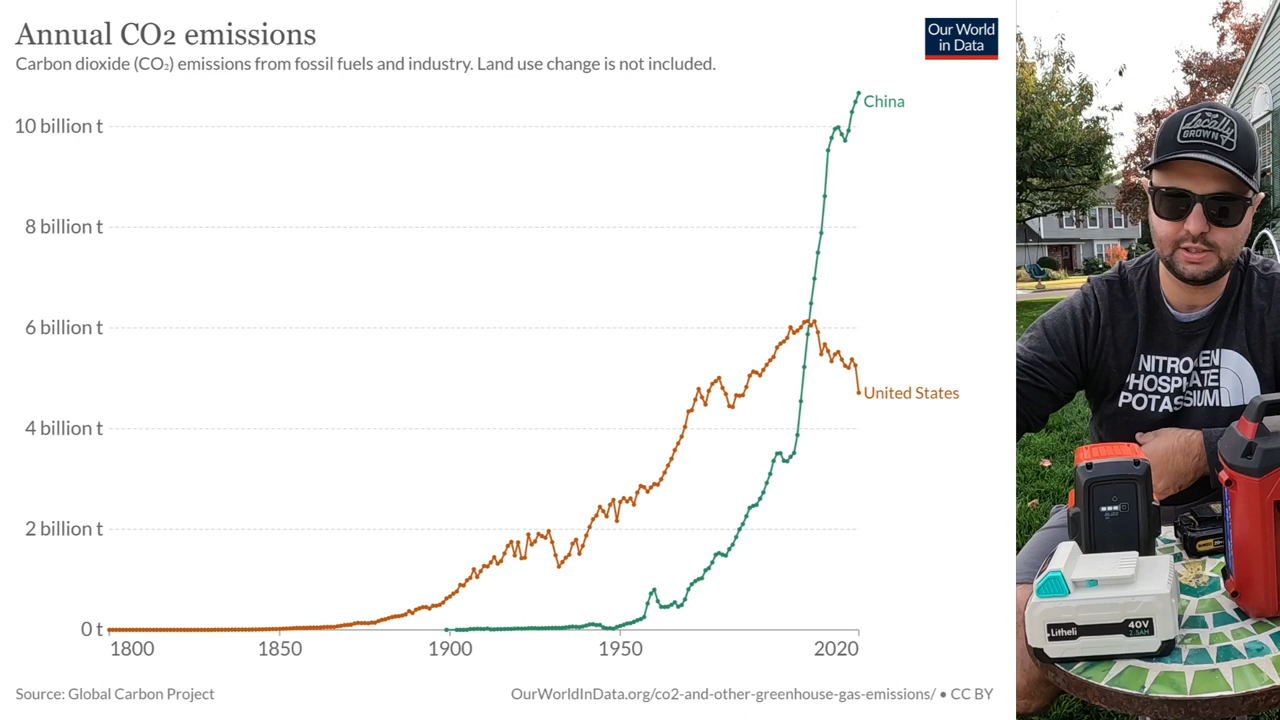 Annual CO₂ emissions
Carbon dioxide (CO₂) emissions from fossil fuels and industry. Land use change is not included.
Our World
in Data
China
10 billion t
8 billion t
6 billion t
United States
4 billion t
2 billion t
0 t
1800 1850 1900 1950 2020
Source: Global Carbon Project
OurWorldInData.org/co2-and-other-greenhouse-gas-emissions/ • CC BY
Locally
GROWN
NITROGEN
PHOSPHATE
POTASSIUM
Litheli
40V
2.5AH